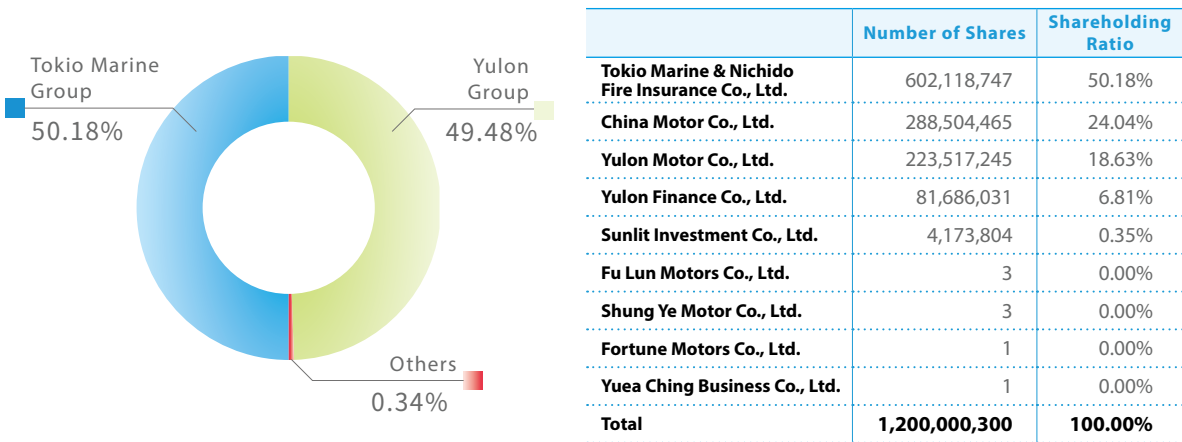 Tokio Marine
Group
50.18%
Yulon
Group
49.48%
Others
0.34%
Number of Shares Shareholding
Ratio
Tokio Marine & Nichido
Fire Insurance Co., Ltd. 602,118,747 50.18%
China Motor Co., Ltd. 288,504,465 24.04%
Yulon Motor Co., Ltd. 223,517,245 18.63%
Yulon Finance Co., Ltd. 81,686,031 6.81%
Sunlit Investment Co., Ltd. 4,173,804 0.35%
Fu Lun Motors Co., Ltd. 3 0.00%
Shung Ye Motor Co., Ltd. 3 0.00%
Fortune Motors Co., Ltd. 1 0.00%
Yuea Ching Business Co., Ltd. 1 0.00%
Total 1,200,000,300 100.00%